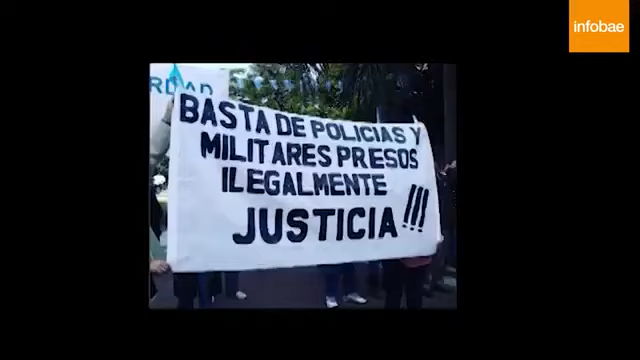 infobae
BASTA DE POLICIAS Y
MILITARES PRESOS
ILEGALMENTE
JUSTICIA !!!